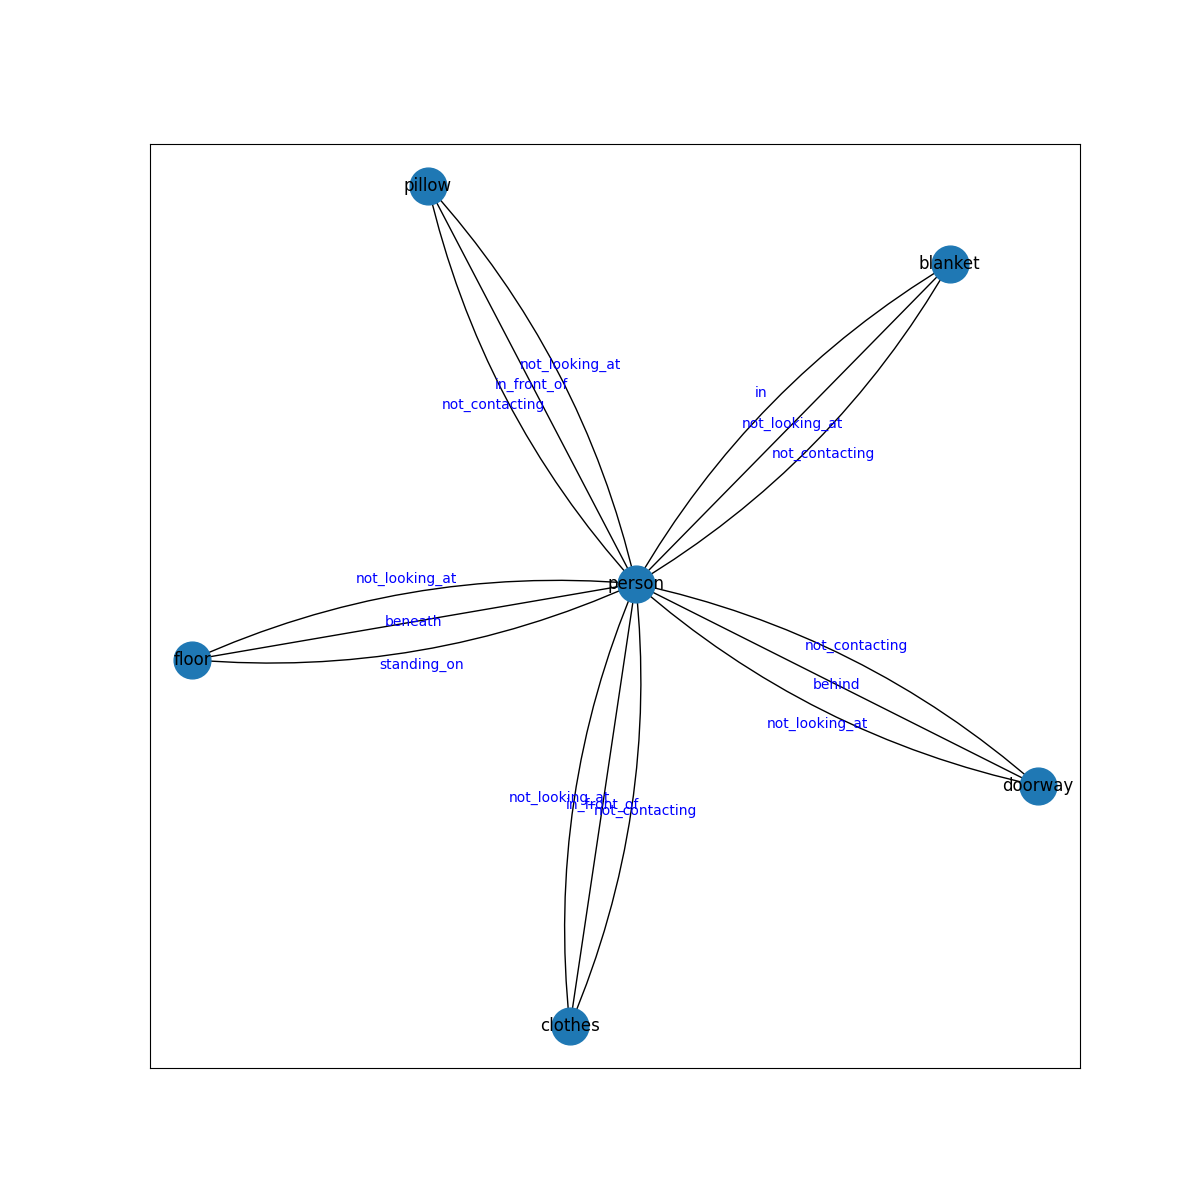 pillow
blanket
not_looking_at
in_front_of
not_contacting
in
not_looking_at
not_contacting
not_looking_at
person
beneath
standing_on
floor
not_contacting
behind
not_looking_at
doorway
not_looking_at
in_front_of
not_contacting
clothes